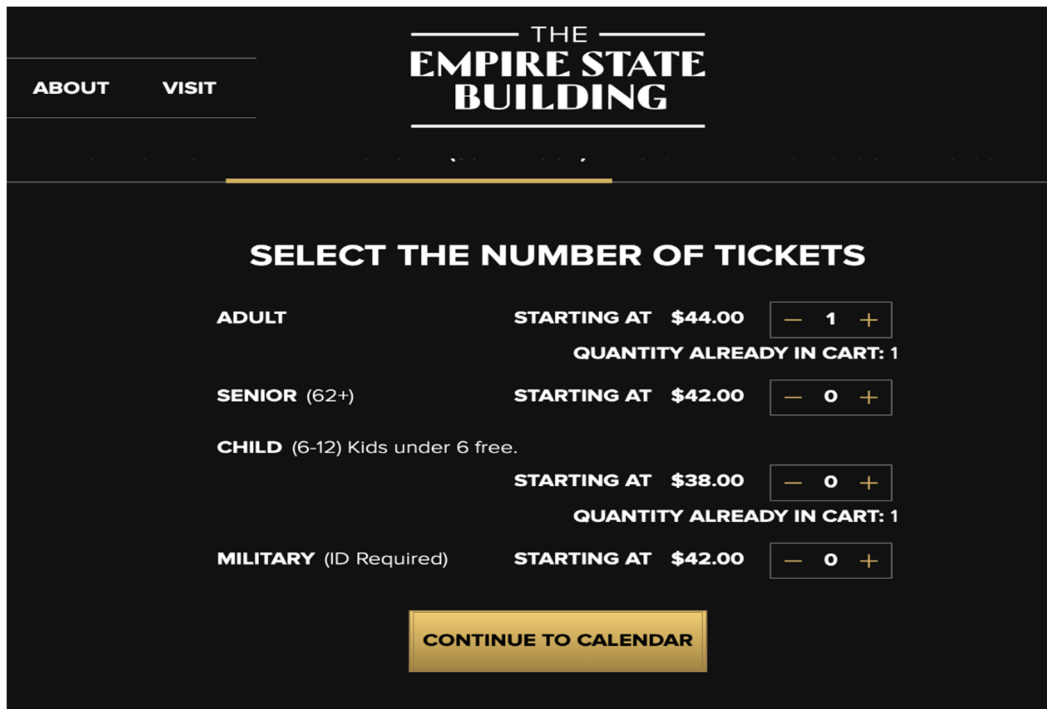 THE
EMPIRE STATE
BUILDING
ABOUT VISIT
SELECT THE NUMBER OF TICKETS
ADULT STARTING AT $44.00 — 1 +
QUANTITY ALREADY IN CART: 1
SENIOR (62+) STARTING AT $42.00 — 0 +
CHILD (6-12) Kids under 6 free.
STARTING AT $38.00 — 0 +
QUANTITY ALREADY IN CART: 1
MILITARY (ID Required) STARTING AT $42.00 — 0 +
CONTINUE TO CALENDAR